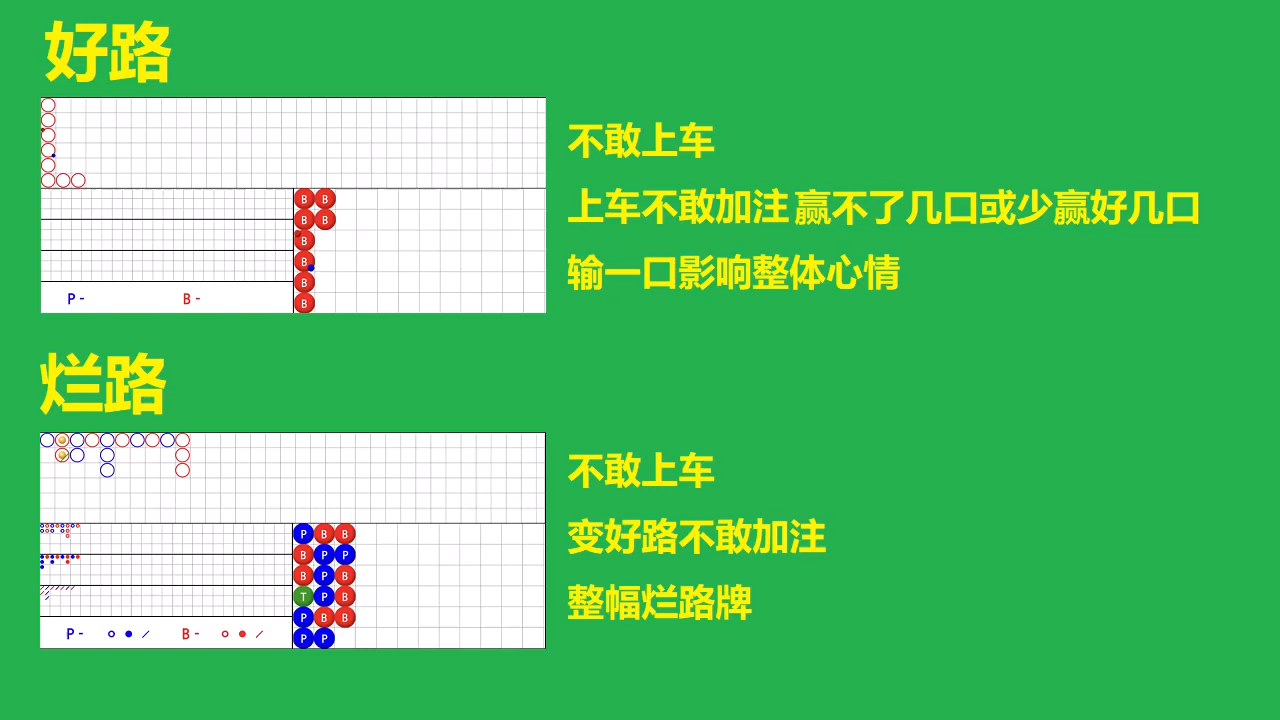 好路
不敢上车
上车不敢加注 赢不了几口或少赢好几口
输一口影响整体心情
B B
B B
B
B
B
B
P - B -
烂路
不敢上车
变好路不敢加注
整幅烂路牌
P B B
B P P
B P B
T P B
P B B
P P
P - B -